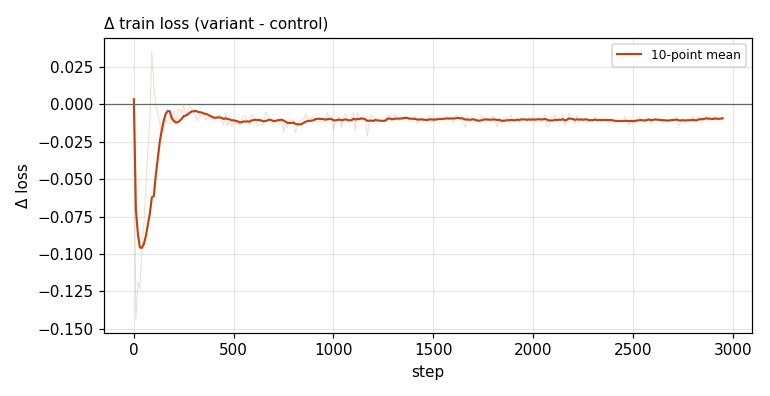 Δ train loss (variant - control)
10-point mean
0.025
0.000
−0.025
−0.050
−0.075
−0.100
−0.125
−0.150
Δ loss
0 500 1000 1500 2000 2500 3000
step